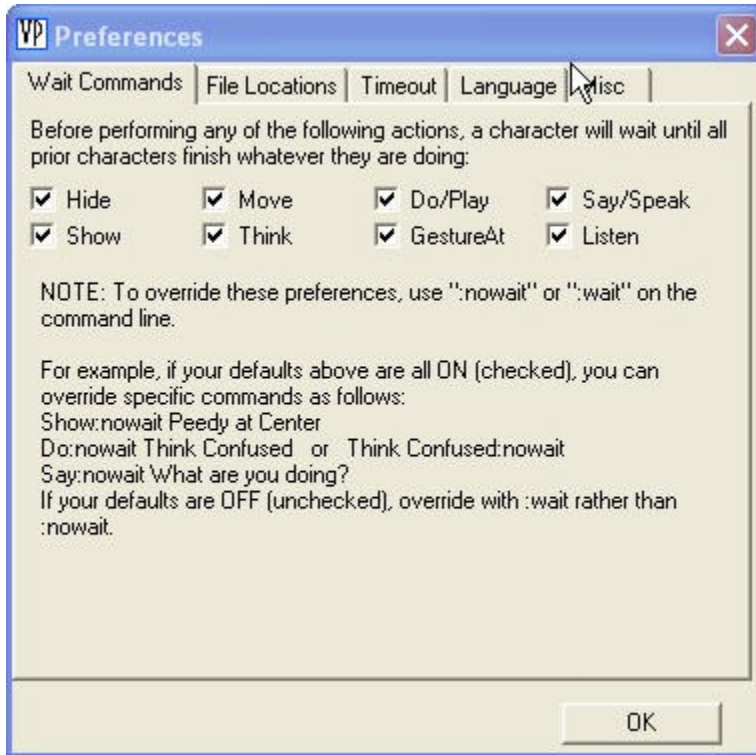 VP Preferences
Wait Commands File Locations Timeout Language Misc
Before performing any of the following actions, a character will wait until all
prior characters finish whatever they are doing:
Hide Move Do/Play Say/Speak
Show Think GestureAt Listen
NOTE: To override these preferences, use ":nowait" or ":wait" on the
command line.
For example, if your defaults above are all ON (checked), you can
override specific commands as follows:
Show:nowait Peedy at Center
Do:nowait Think Confused or Think Confused:nowait
Say:nowait What are you doing?
If your defaults are OFF (unchecked), override with :wait rather than
:nowait.
OK